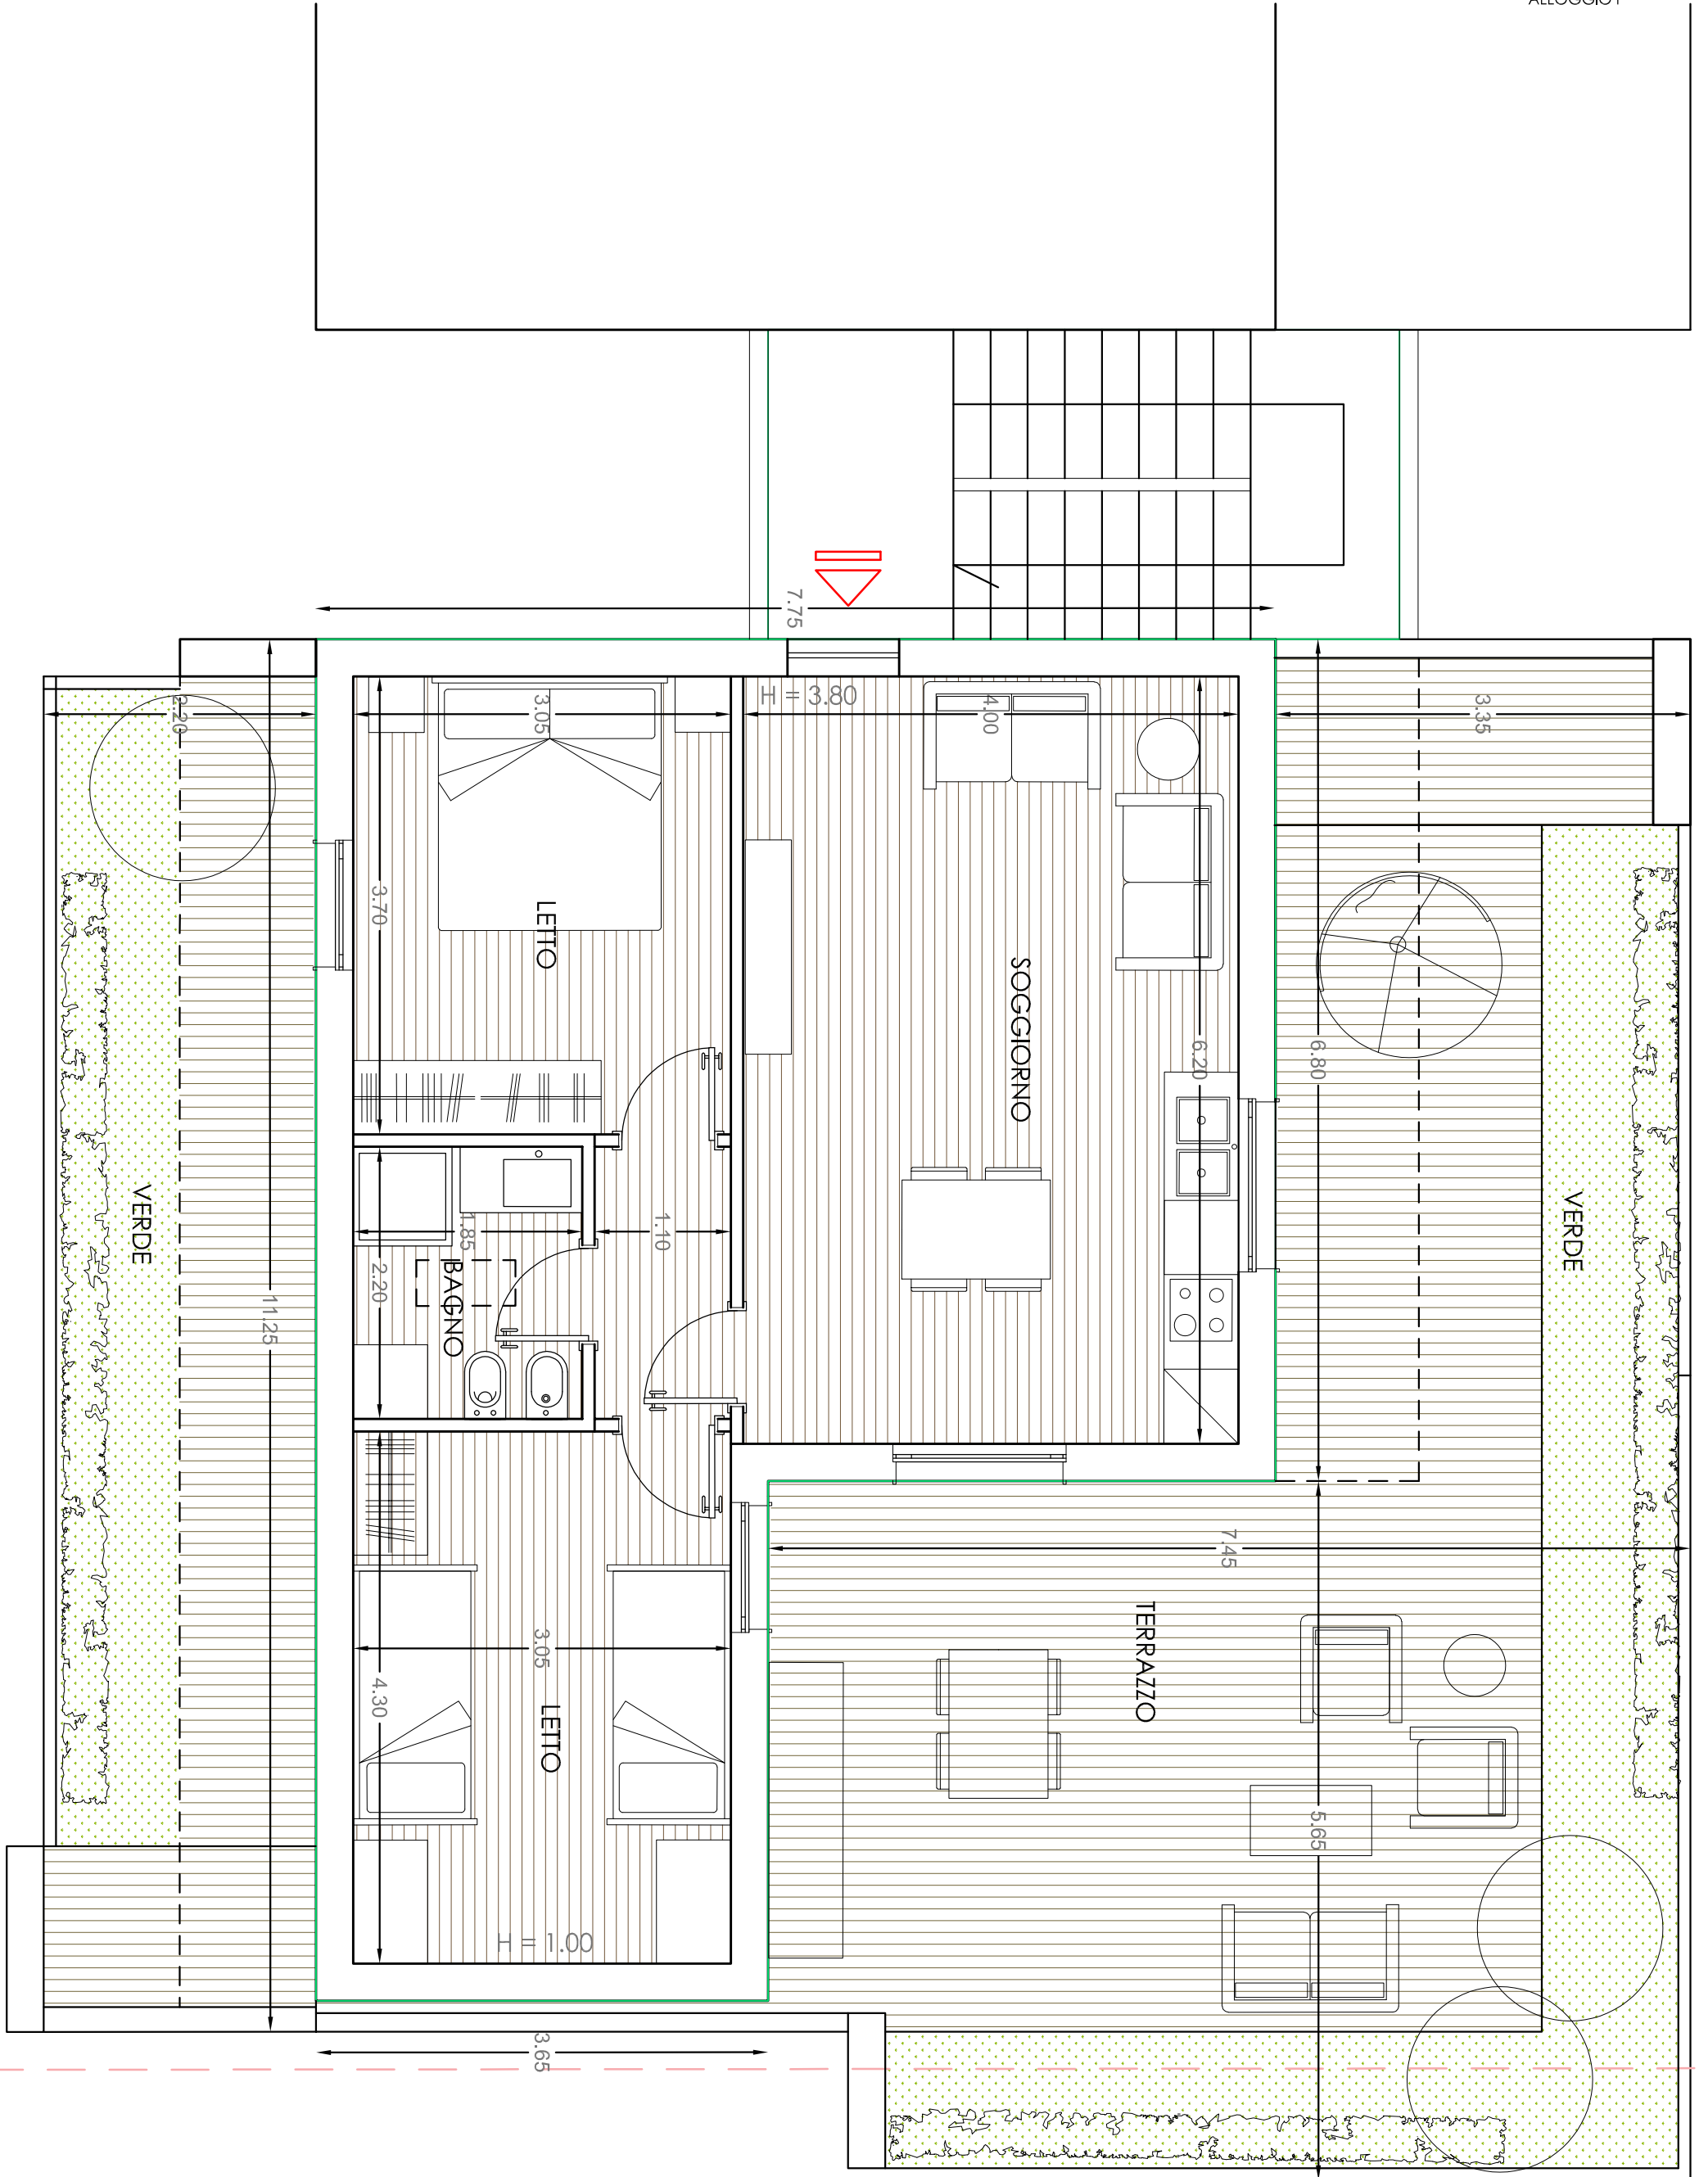 ALLOGGIO 1
7.75
3.35
2.20
3.05
H = 3.80
4.00
3.70
LETTO
SOGGIORNO
6.20
6.80
VERDE
VERDE
1.85
1.10
2.20
BAGNO
11.25
7.45
TERRAZZO
3.05
4.30
LETTO
5.65
H = 1.00
3.65